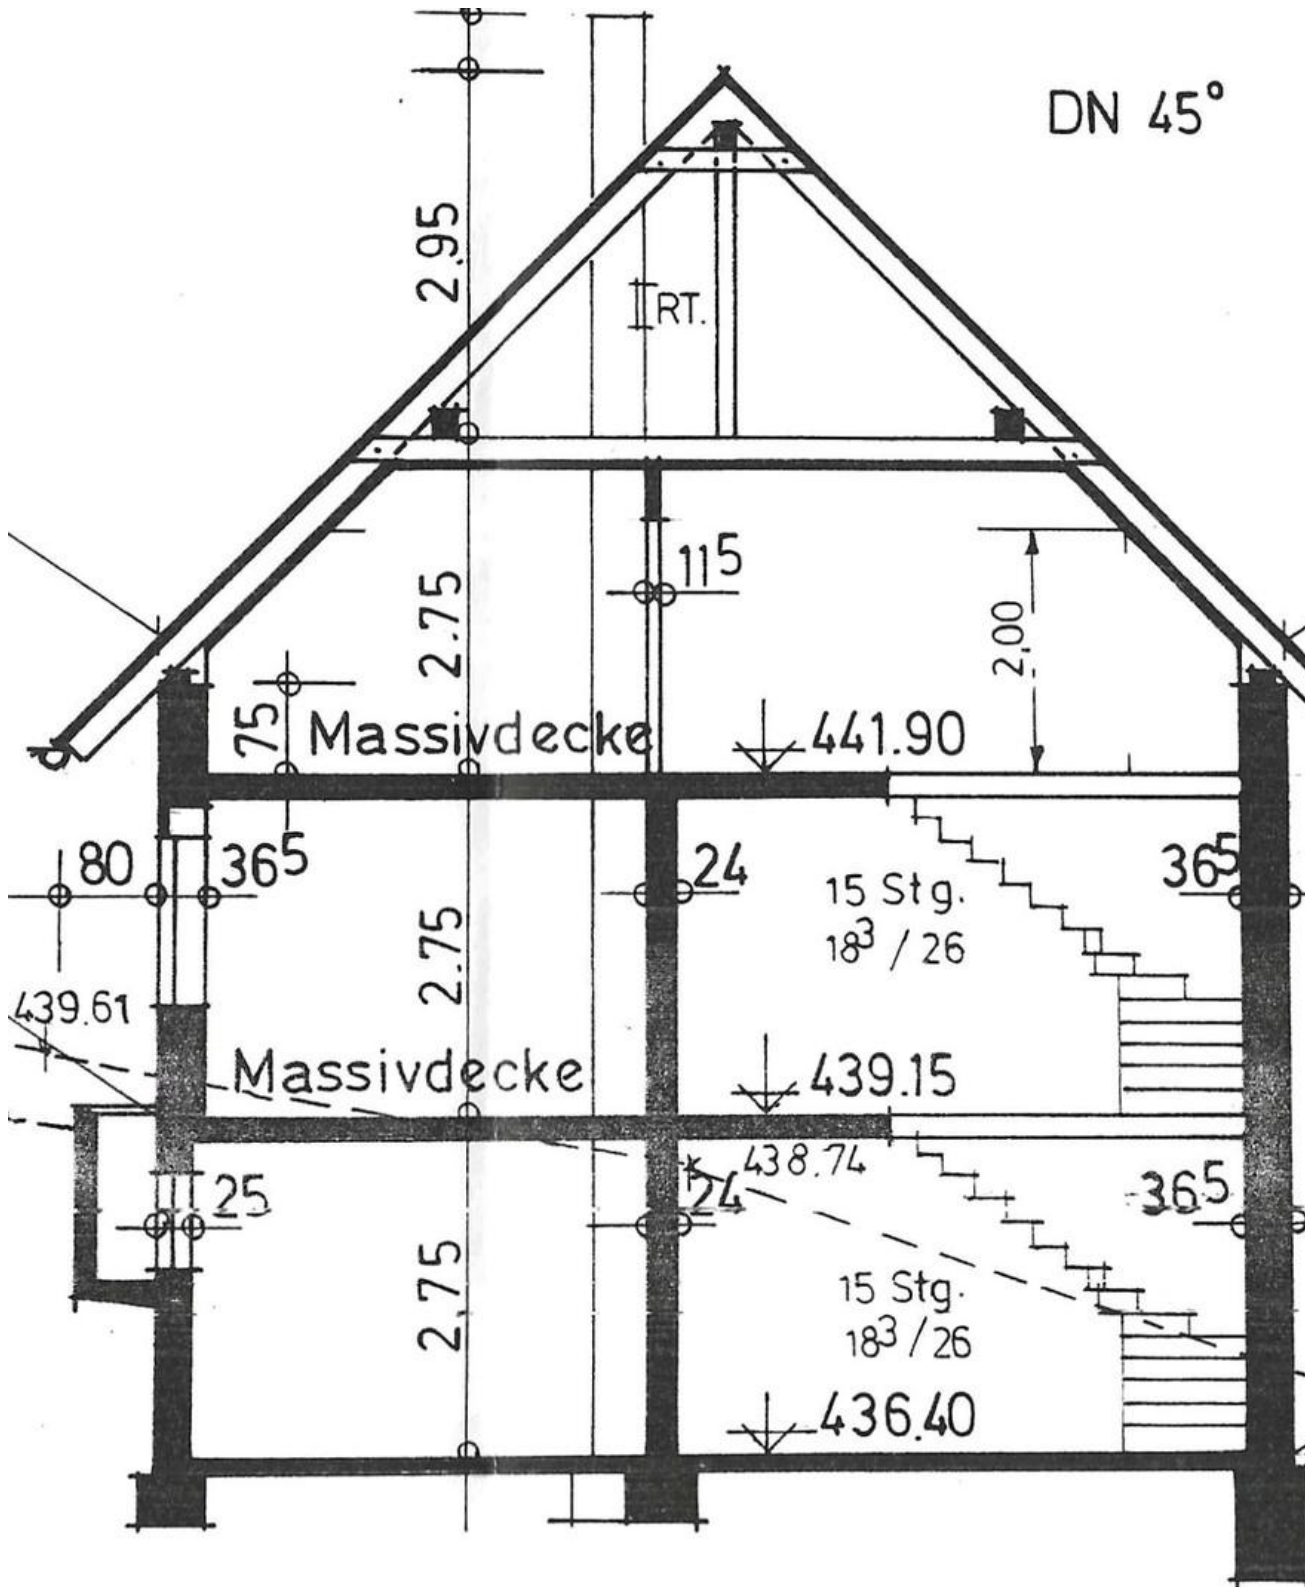 DN 45°
2.95
RT.
11⁵
2.75
2,00
75
Massivdecke
441.90
80
36⁵
24
36⁵
15 Stg.
18³ / 26
2.75
439.61
Massivdecke
439.15
438.74
25
24
36⁵
2,75
15 Stg.
18³ / 26
436.40